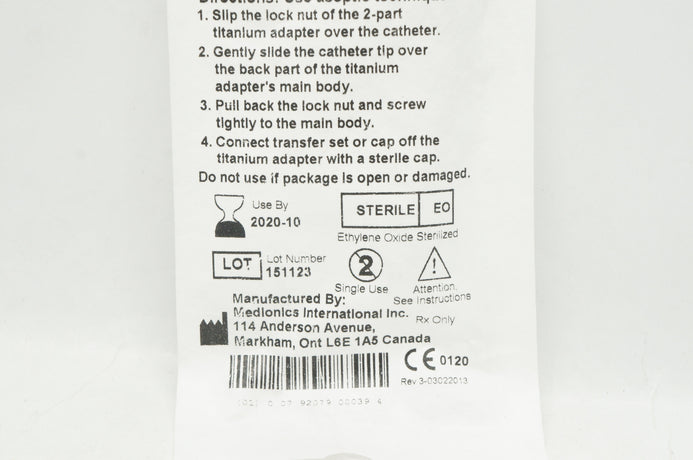 Directions: Use aseptic technique
1. Slip the lock nut of the 2-part
titanium adapter over the catheter.
2. Gently slide the catheter tip over
the back part of the titanium
adapter's main body.
3. Pull back the lock nut and screw
tightly to the main body.
4. Connect transfer set or cap off the
titanium adapter with a sterile cap.
Do not use if package is open or damaged.
Use By
2020-10
STERILE EO
Ethylene Oxide Sterilized
LOT
Lot Number
151123
2
Single Use
Attention.
See Instructions
Manufactured By:
Medionics International Inc.
114 Anderson Avenue,
Markham, Ont L6E 1A5 Canada
Rx Only
CE 0120
Rev 3-03022013